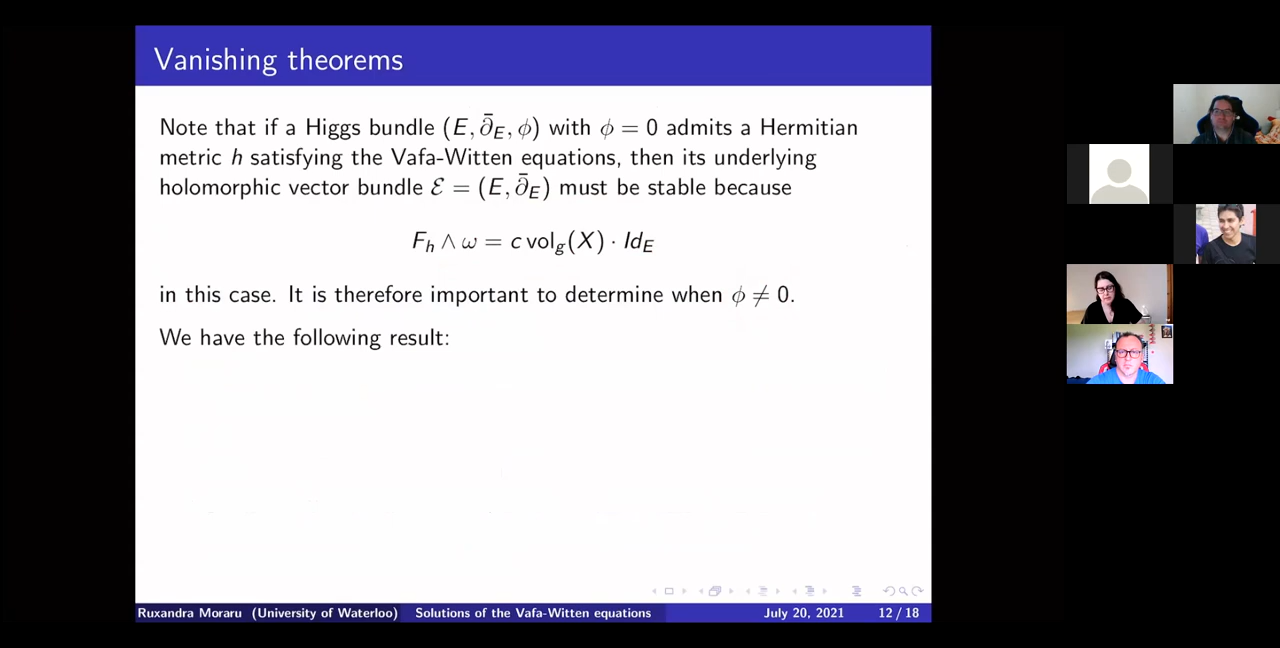 Vanishing theorems
Note that if a Higgs bundle (E, ∂̄_E, ϕ) with ϕ = 0 admits a Hermitian
metric h satisfying the Vafa-Witten equations, then its underlying
holomorphic vector bundle ℰ = (E, ∂̄_E) must be stable because
F_h ∧ ω = c vol_g(X) · Id_E
in this case. It is therefore important to determine when ϕ ≠ 0.
We have the following result:
Ruxandra Moraru (University of Waterloo) Solutions of the Vafa-Witten equations July 20, 2021 12 / 18